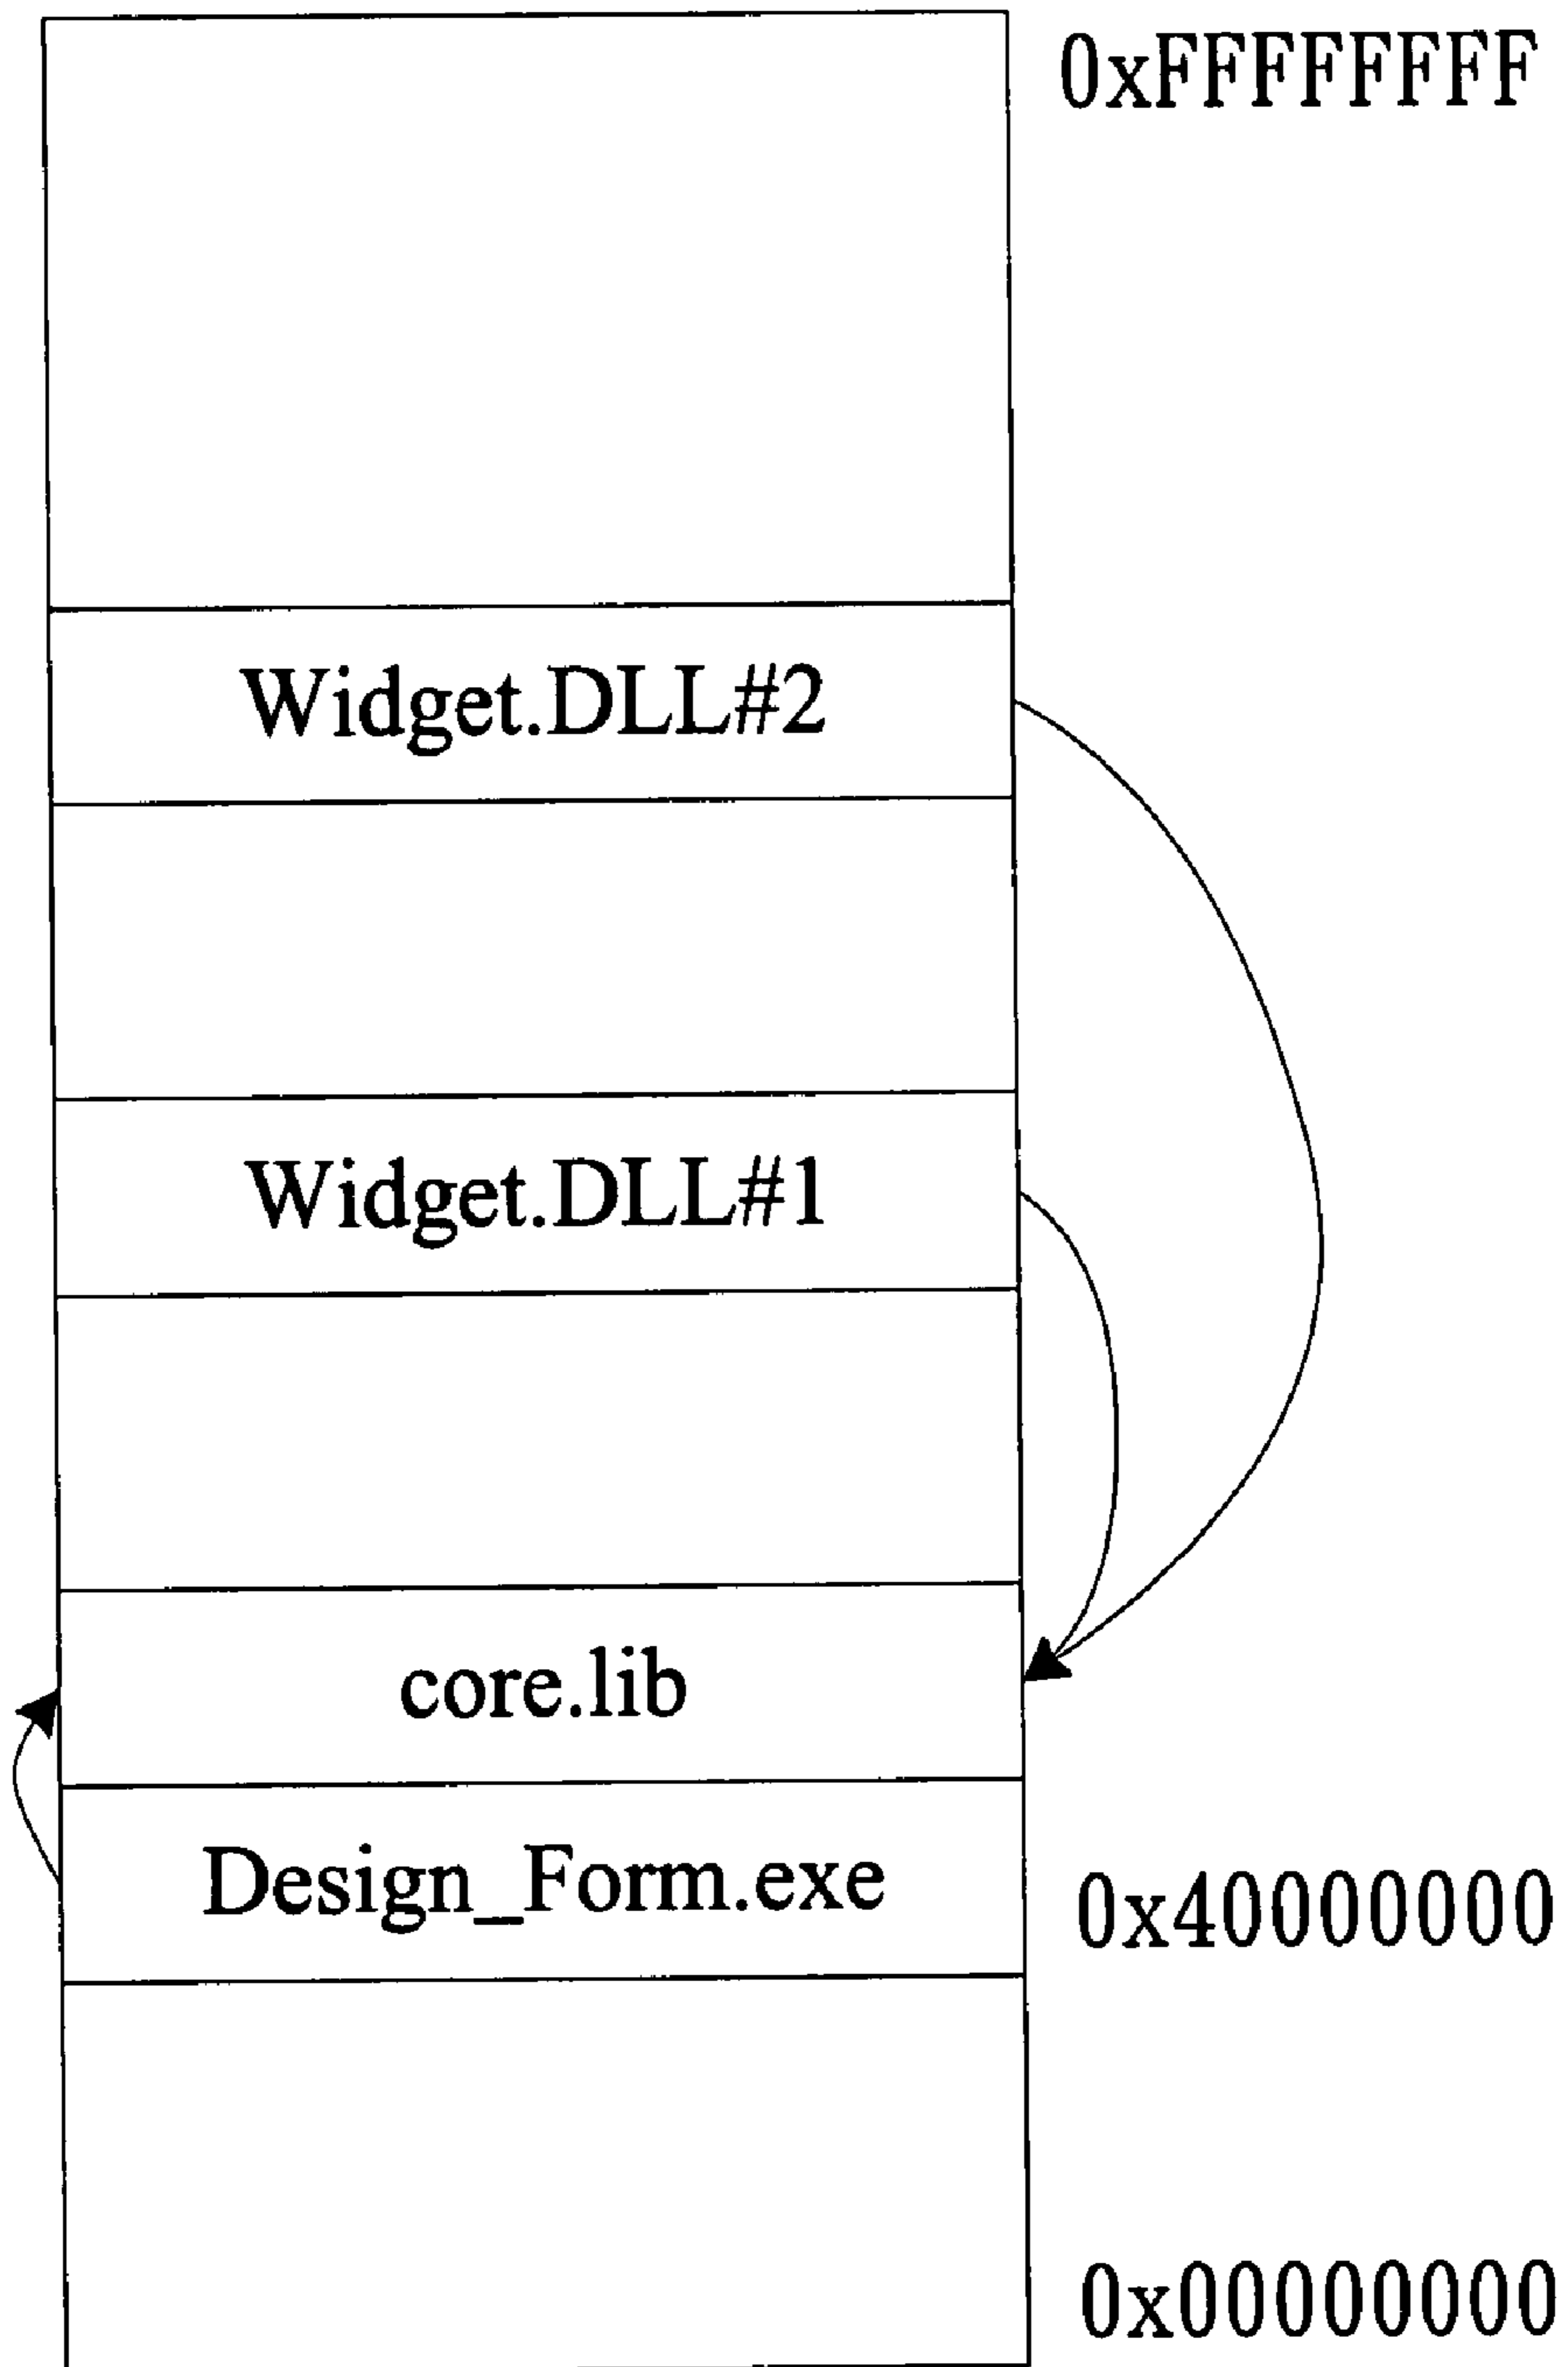 0xFFFFFFFF
Widget.DLL#2
Widget.DLL#1
core.lib
Design_Form.exe
0x40000000
0x00000000